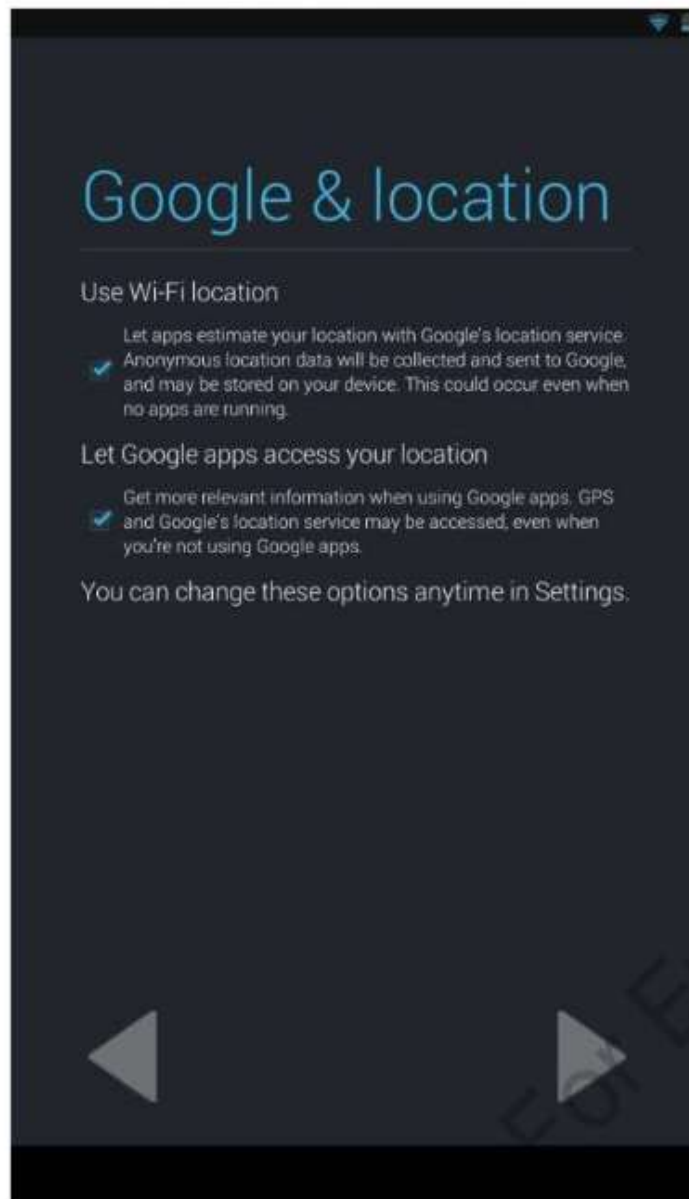 Google & location
Use Wi-Fi location
Let apps estimate your location with Google's location service.
Anonymous location data will be collected and sent to Google,
and may be stored on your device. This could occur even when
no apps are running.
Let Google apps access your location
Get more relevant information when using Google apps. GPS
and Google's location service may be accessed, even when
you're not using Google apps.
You can change these options anytime in Settings.
For